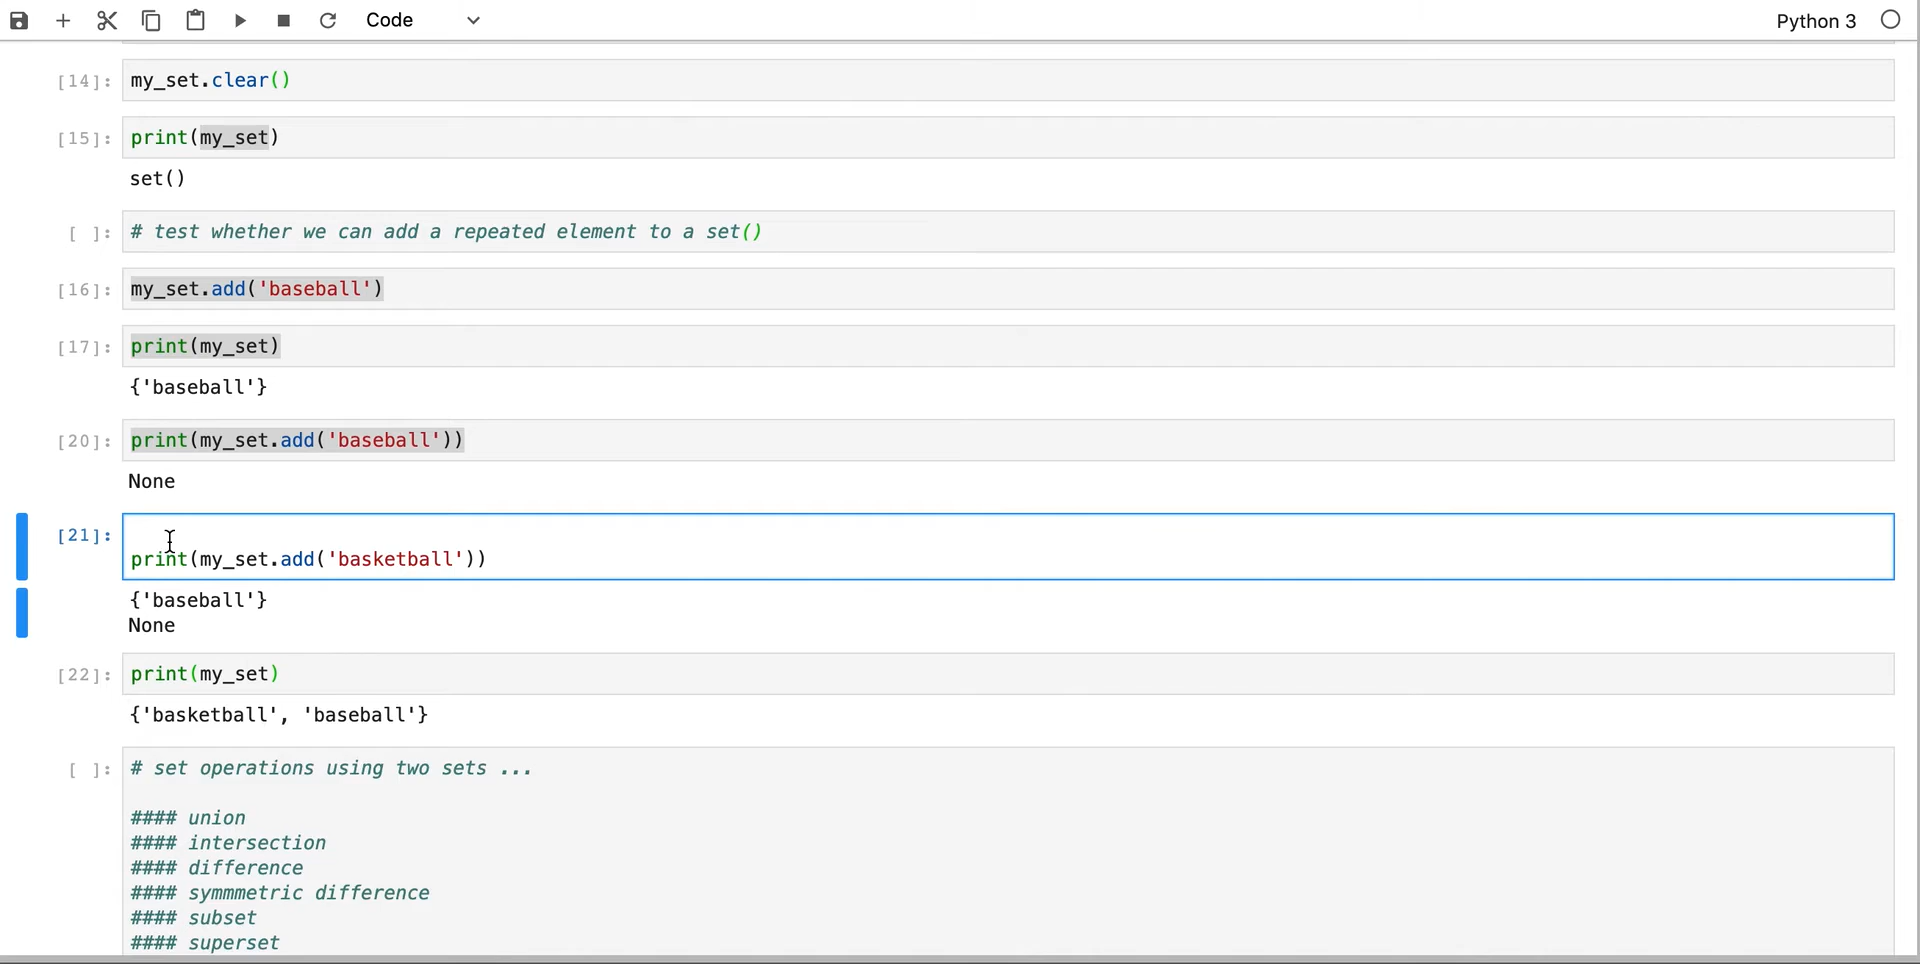 Code
Python 3
[14]: my_set.clear()
[15]: print(my_set)
set()
[ ]: # test whether we can add a repeated element to a set()
[16]: my_set.add('baseball')
[17]: print(my_set)
{'baseball'}
[20]: print(my_set.add('baseball'))
None
[21]:
print(my_set.add('basketball'))
{'baseball'}
None
[22]: print(my_set)
{'basketball', 'baseball'}
[ ]: # set operations using two sets ...
#### union
#### intersection
#### difference
#### symmmetric difference
#### subset
#### superset